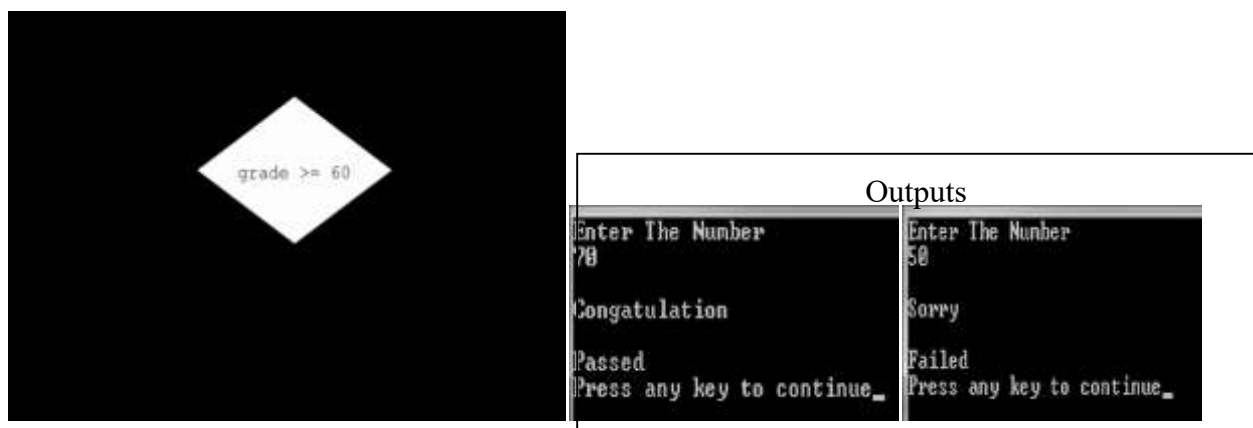 grade >= 60
Outputs
Enter The Number
70
Congatulation
Passed
Press any key to continue_
Enter The Number
50
Sorry
Failed
Press any key to continue_